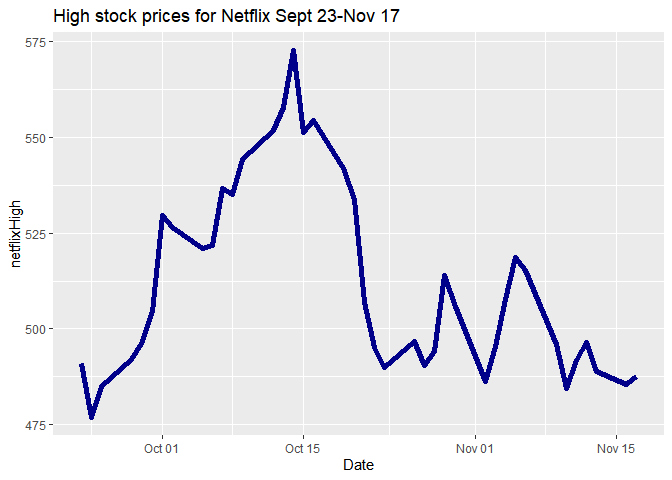 High stock prices for Netflix Sept 23-Nov 17
575
550
525
500
475
netflixHigh
Oct 01
Oct 15
Nov 01
Nov 15
Date